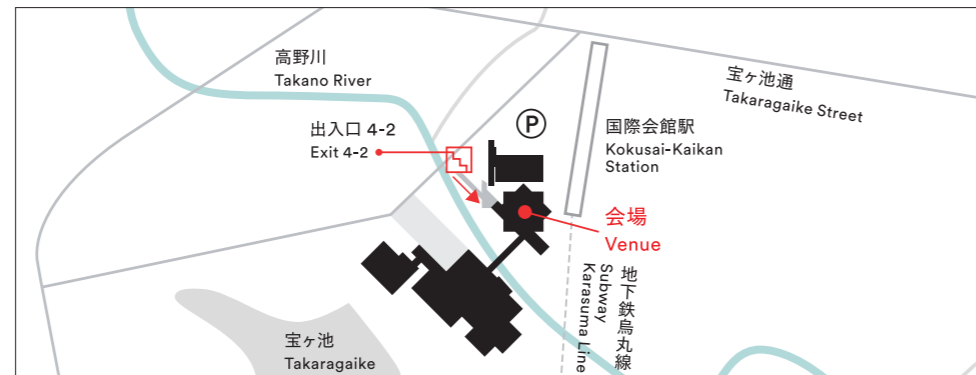 高野川
Takano River
出入口 4-2
Exit 4-2
P
宝ヶ池通
Takaragaike Street
国際会館駅
Kokusai-Kaikan
Station
会場
Venue
地下鉄烏丸線
Subway
Karasuma Line
宝ヶ池
Takaragaike